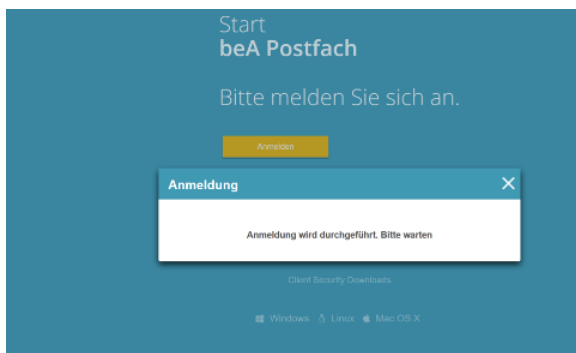 Start
beA Postfach
Bitte melden Sie sich an.
Anmelden
Anmeldung
Anmeldung wird durchgeführt. Bitte warten
Client Security Downloads
Windows Linux Mac OS X